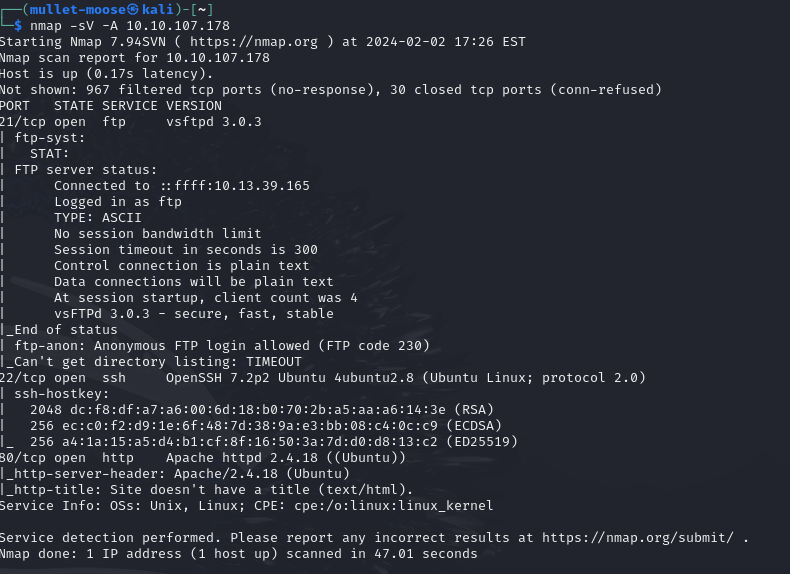 ┌──(mullet-moose㉿kali)-[~]
└─$ nmap -sV -A 10.10.107.178
Starting Nmap 7.94SVN ( https://nmap.org ) at 2024-02-02 17:26 EST
Nmap scan report for 10.10.107.178
Host is up (0.17s latency).
Not shown: 967 filtered tcp ports (no-response), 30 closed tcp ports (conn-refused)
PORT   STATE SERVICE VERSION
21/tcp open  ftp     vsftpd 3.0.3
| ftp-syst:
|   STAT:
| FTP server status:
|      Connected to ::ffff:10.13.39.165
|      Logged in as ftp
|      TYPE: ASCII
|      No session bandwidth limit
|      Session timeout in seconds is 300
|      Control connection is plain text
|      Data connections will be plain text
|      At session startup, client count was 4
|      vsFTPd 3.0.3 - secure, fast, stable
|_End of status
| ftp-anon: Anonymous FTP login allowed (FTP code 230)
|_Can't get directory listing: TIMEOUT
22/tcp open  ssh     OpenSSH 7.2p2 Ubuntu 4ubuntu2.8 (Ubuntu Linux; protocol 2.0)
| ssh-hostkey:
|   2048 dc:f8:df:a7:a6:00:6d:18:b0:70:2b:a5:aa:a6:14:3e (RSA)
|   256 ec:c0:f2:d9:1e:6f:48:7d:38:9a:e3:bb:08:c4:0c:c9 (ECDSA)
|_  256 a4:1a:15:a5:d4:b1:cf:8f:16:50:3a:7d:d0:d8:13:c2 (ED25519)
80/tcp open  http    Apache httpd 2.4.18 ((Ubuntu))
|_http-server-header: Apache/2.4.18 (Ubuntu)
|_http-title: Site doesn't have a title (text/html).
Service Info: OSs: Unix, Linux; CPE: cpe:/o:linux:linux_kernel
Service detection performed. Please report any incorrect results at https://nmap.org/submit/ .
Nmap done: 1 IP address (1 host up) scanned in 47.01 seconds